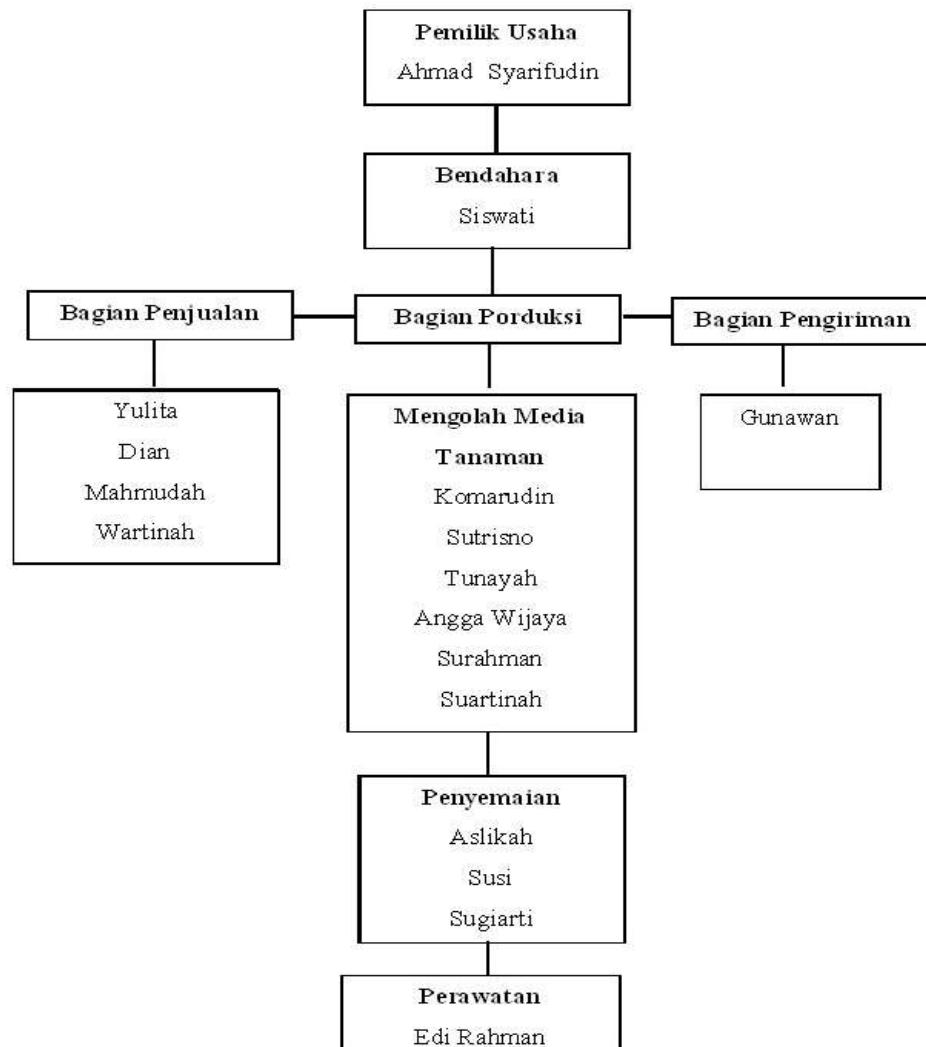 Pemilik Usaha
Ahmad Syarifudin
Bendahara
Siswati
Bagian Penjualan
Bagian Porduksi
Bagian Pengiriman
Yulita
Dian
Mahmudah
Wartinah
Mengolah Media
Tanaman
Komarudin
Sutrisno
Tunayah
Angga Wijaya
Surahman
Suartinah
Gunawan
Penyemaian
Aslikah
Susi
Sugiarti
Perawatan
Edi Rahman